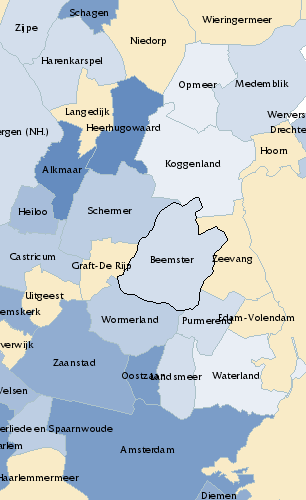 Schagen
Wieringermeer
Zijpe
Niedorp
Harenkarspel
Opmeer
Medemblik
Langedijk
Wervers
Heerhugowaard
Drechte
ergen (NH.)
Hoorn
Koggenland
Alkmaar
Heiloo
Schermer
Castricum
Graft-De Rijp
Beemster
Zeevang
Uitgeest
emskerk
Wormerland
Purmerend
Edam-Volendam
verwijk
Zaanstad
Oostzaan
Landsmeer
Waterland
Velsen
erliede en Spaarnwoude
arlem
Amsterdam
Haarlemmermeer
Diemen